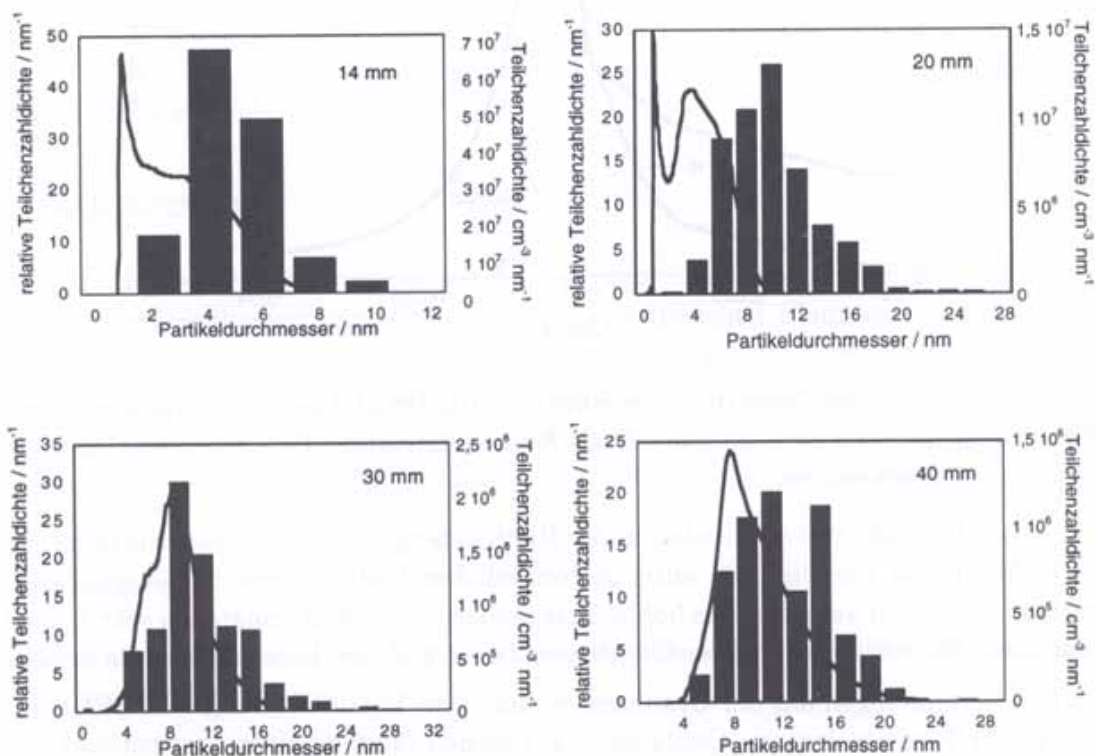 relative Teilchenzahldichte / nm⁻¹
50
40
30
20
10
0
14 mm
7 10⁷
6 10⁷
5 10⁷
4 10⁷
3 10⁷
2 10⁷
1 10⁷
0
Teilchenzahldichte / cm⁻³ nm⁻¹
0 2 4 6 8 10 12
Partikeldurchmesser / nm
relative Teilchenzahldichte / nm⁻¹
30
25
20
15
10
5
0
20 mm
1,5 10⁷
1 10⁷
5 10⁶
0
Teilchenzahldichte / cm⁻³ nm⁻¹
0 4 8 12 16 20 24 28
Partikeldurchmesser / nm
relative Teilchenzahldichte / nm⁻¹
35
30
25
20
15
10
5
0
30 mm
2,5 10⁶
2 10⁶
1,5 10⁶
1 10⁶
5 10⁵
0
Teilchenzahldichte / cm⁻³ nm⁻¹
0 4 8 12 16 20 24 28 32
Partikeldurchmesser / nm
relative Teilchenzahldichte / nm⁻¹
25
20
15
10
5
0
40 mm
1,5 10⁶
1 10⁶
5 10⁵
0
Teilchenzahldichte / cm⁻³ nm⁻¹
4 8 12 16 20 24 28
Partikeldurchmesser / nm